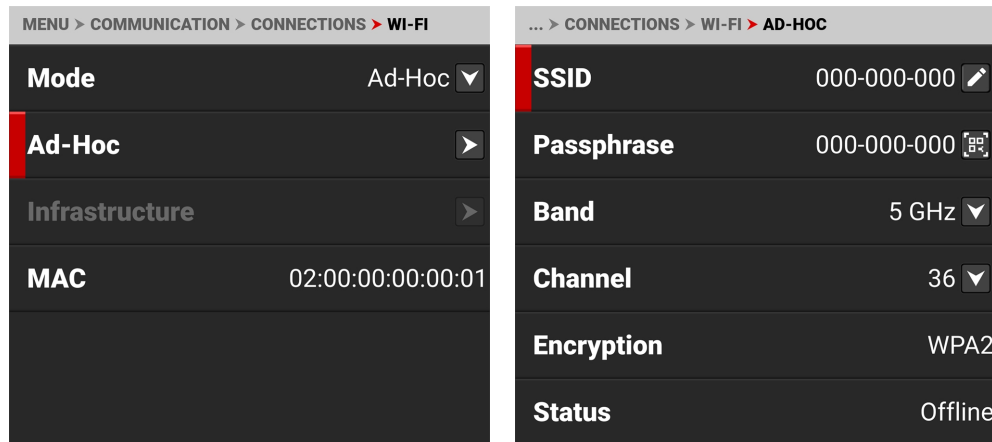 MENU > COMMUNICATION > CONNECTIONS > WI-FI
Mode Ad-Hoc
Ad-Hoc
Infrastructure
MAC 02:00:00:00:00:01
... > CONNECTIONS > WI-FI > AD-HOC
SSID 000-000-000
Passphrase 000-000-000
Band 5 GHz
Channel 36
Encryption WPA2
Status Offline